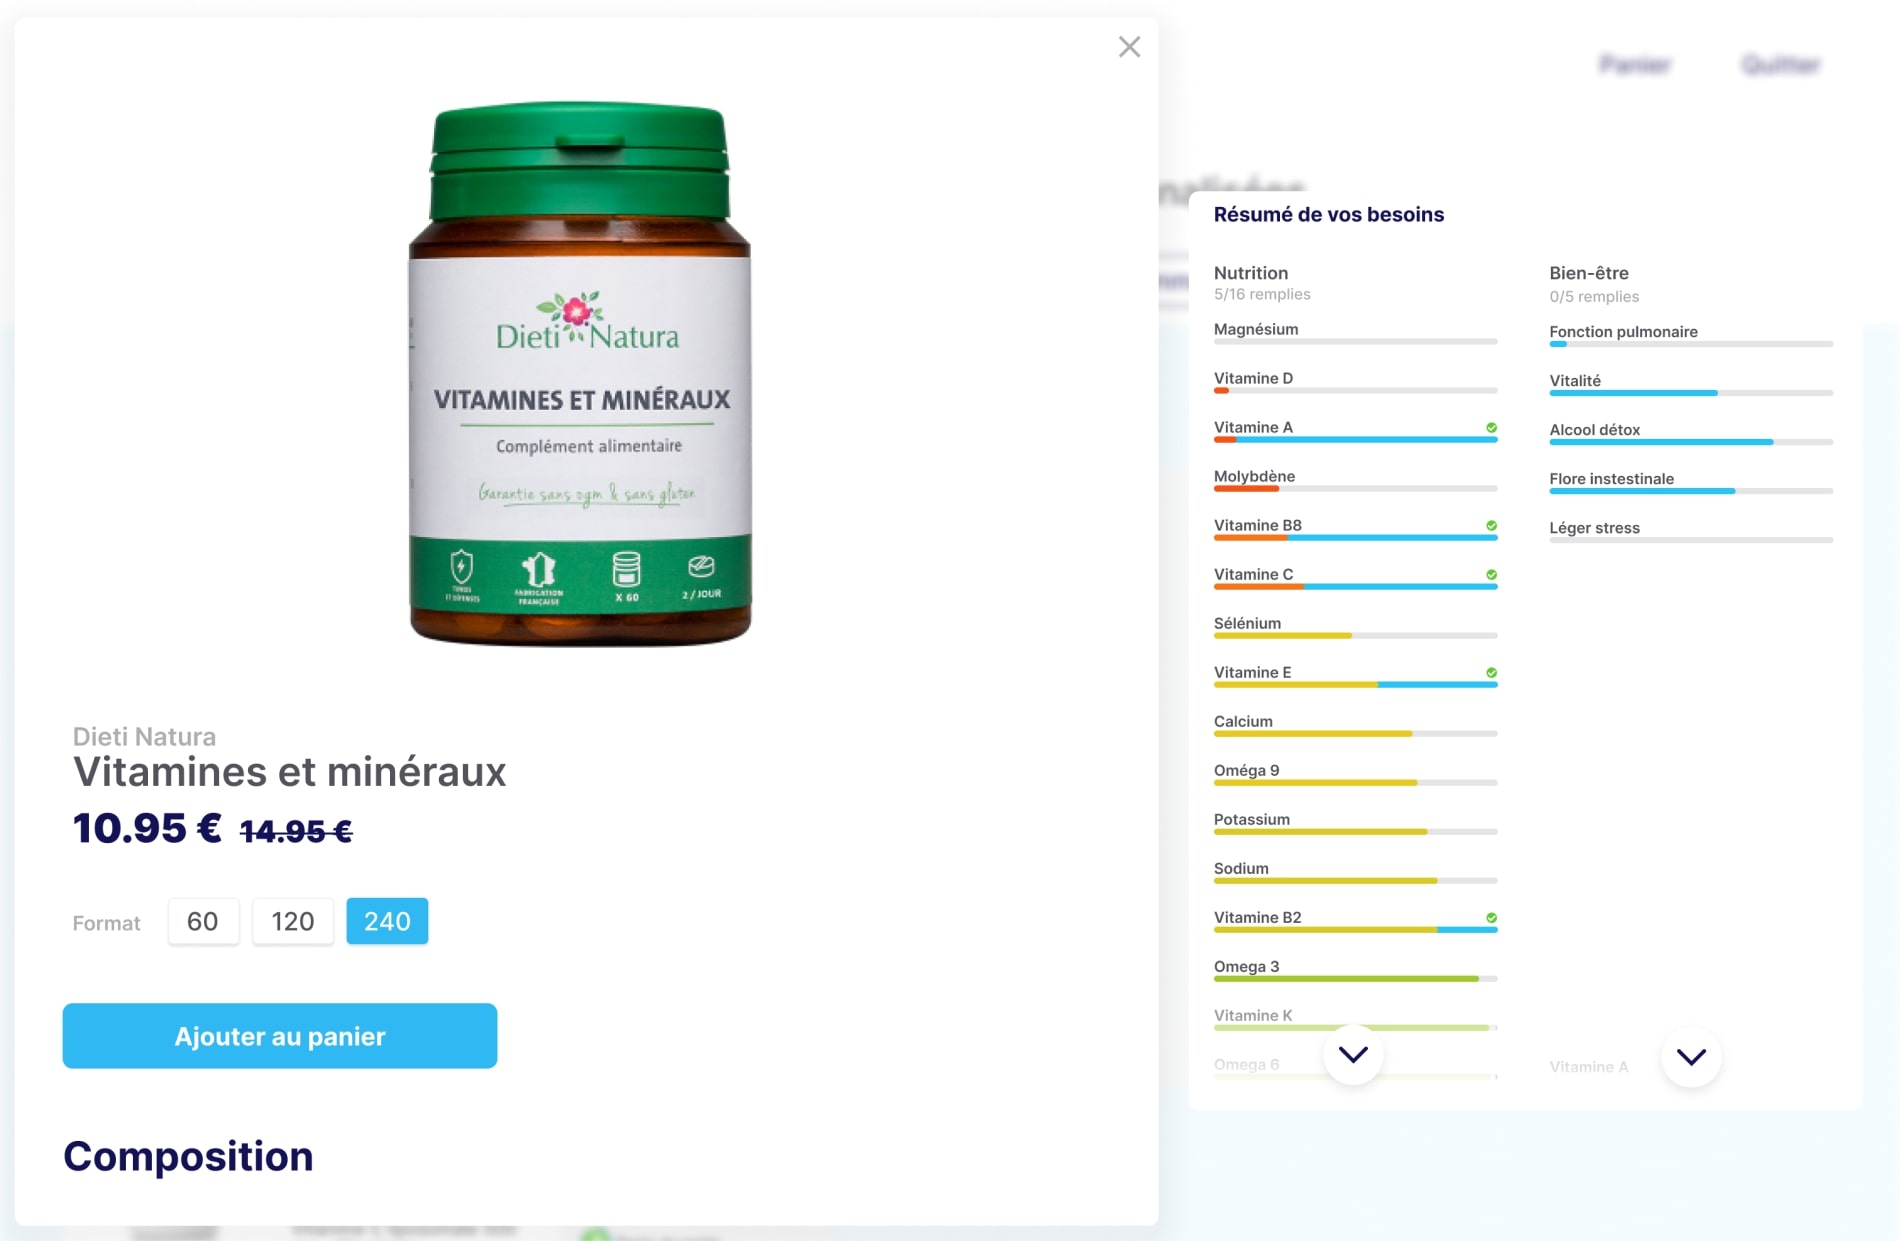 Panier
Quitter
Dieti Natura
VITAMINES ET MINÉRAUX
Complément alimentaire
Garantie sans ogm & sans gluten
TONUS
ET DÉFENSES
FABRICATION
FRANÇAISE
X 60
2 / JOUR
Dieti Natura
Vitamines et minéraux
10.95 € 14.95 €
Format 60 120 240
Ajouter au panier
Composition
Résumé de vos besoins
Nutrition
5/16 remplies
Magnésium
Vitamine D
Vitamine A
Molybdène
Vitamine B8
Vitamine C
Sélénium
Vitamine E
Calcium
Oméga 9
Potassium
Sodium
Vitamine B2
Omega 3
Vitamine K
Omega 6
Bien-être
0/5 remplies
Fonction pulmonaire
Vitalité
Alcool détox
Flore instestinale
Léger stress
Vitamine A